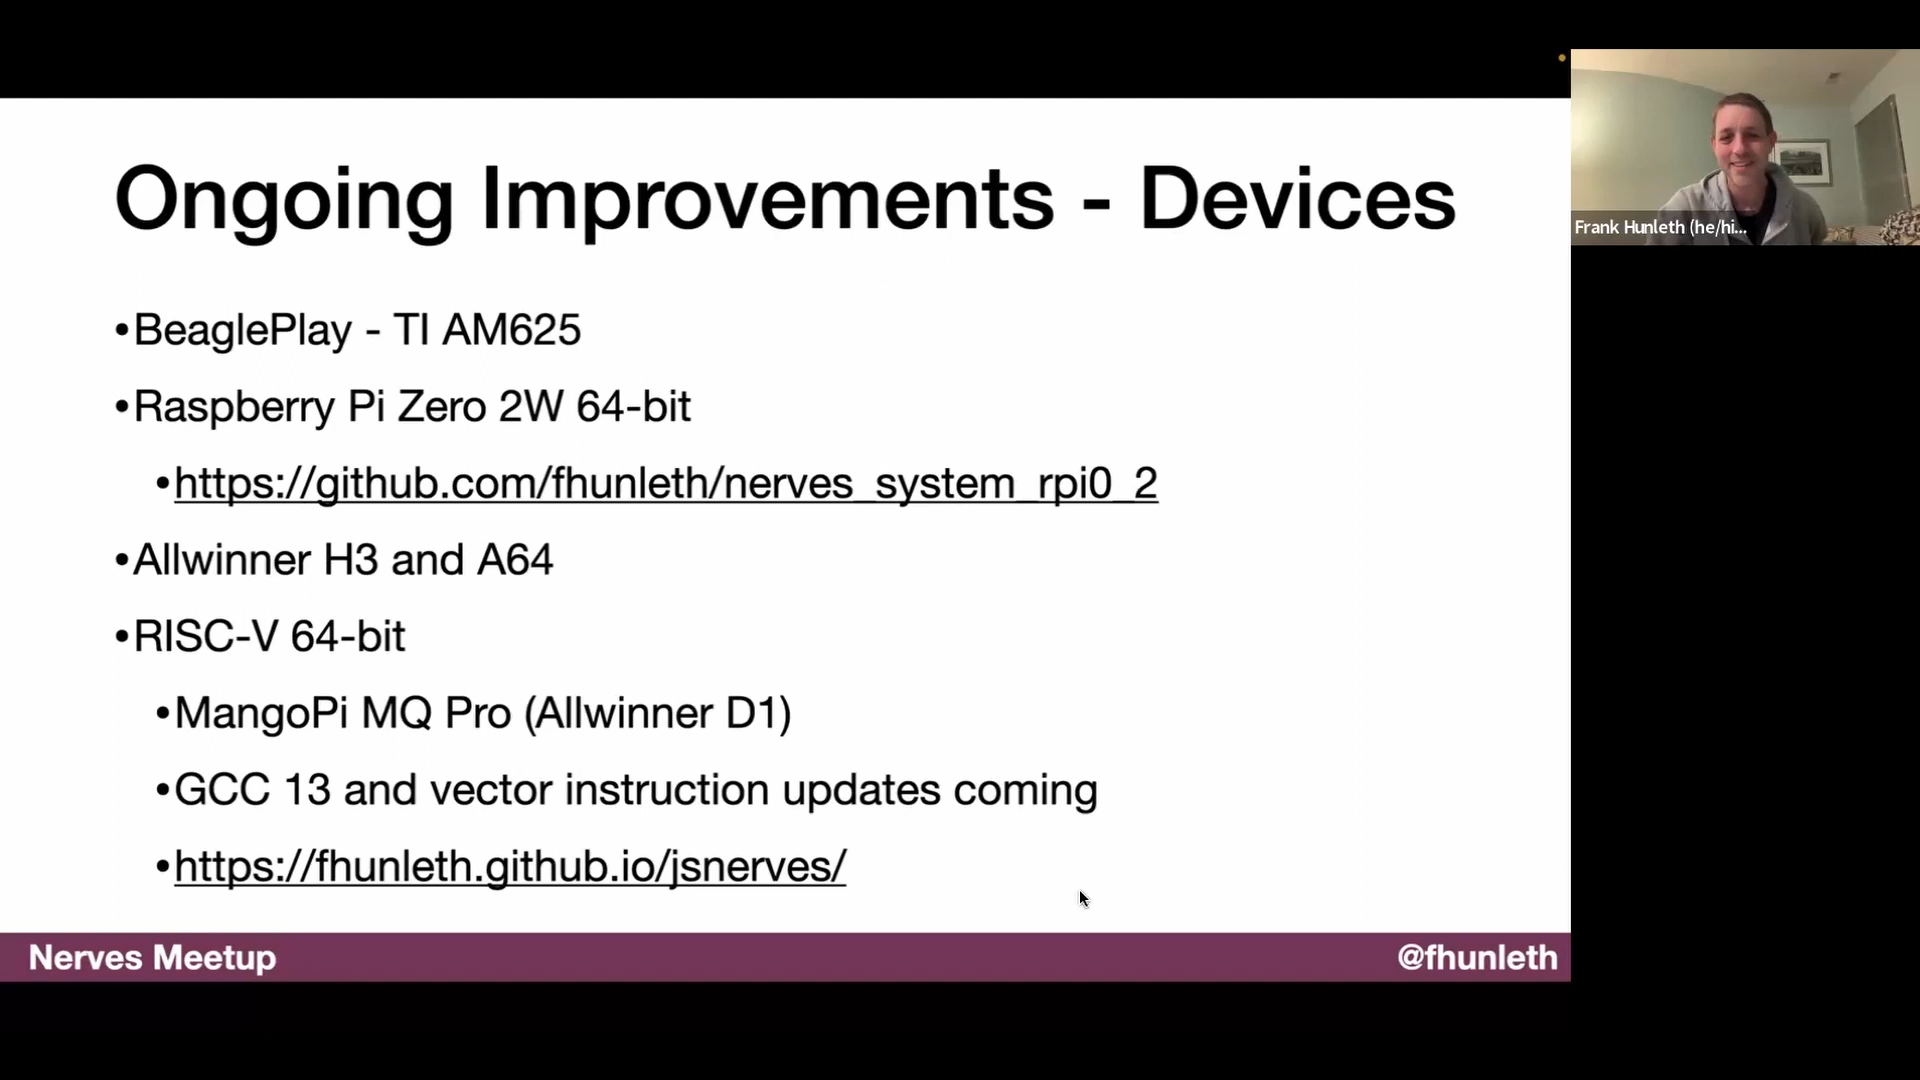 Ongoing Improvements - Devices
•BeaglePlay - TI AM625
•Raspberry Pi Zero 2W 64-bit
•https://github.com/fhunleth/nerves_system_rpi0_2
•Allwinner H3 and A64
•RISC-V 64-bit
•MangoPi MQ Pro (Allwinner D1)
•GCC 13 and vector instruction updates coming
•https://fhunleth.github.io/jsnerves/
Nerves Meetup
@fhunleth
Frank Hunleth (he/hi...